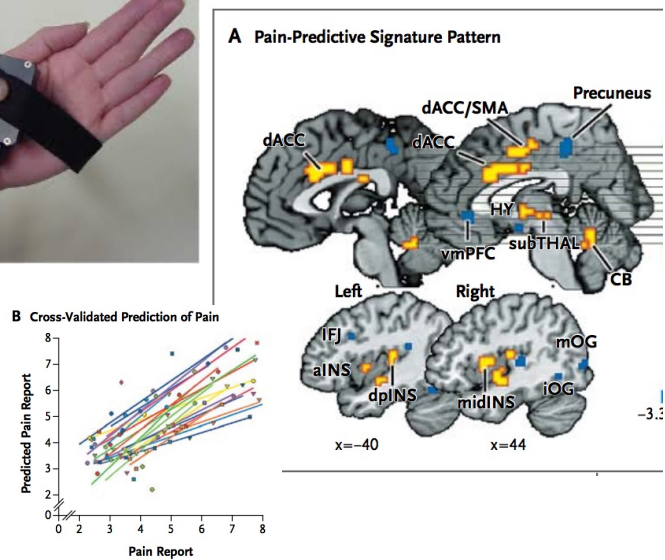 A Pain-Predictive Signature Pattern
Precuneus
dACC/SMA
dACC
dACC
HY
subTHAL
vmPFC
CB
Left
Right
IFJ
mOG
aINS
dpINS
midINS
iOG
x=–40
x=44
–3.3
B Cross-Validated Prediction of Pain
Predicted Pain Report
8
7
6
5
4
3
2
0
0 2 3 4 5 6 7 8
Pain Report